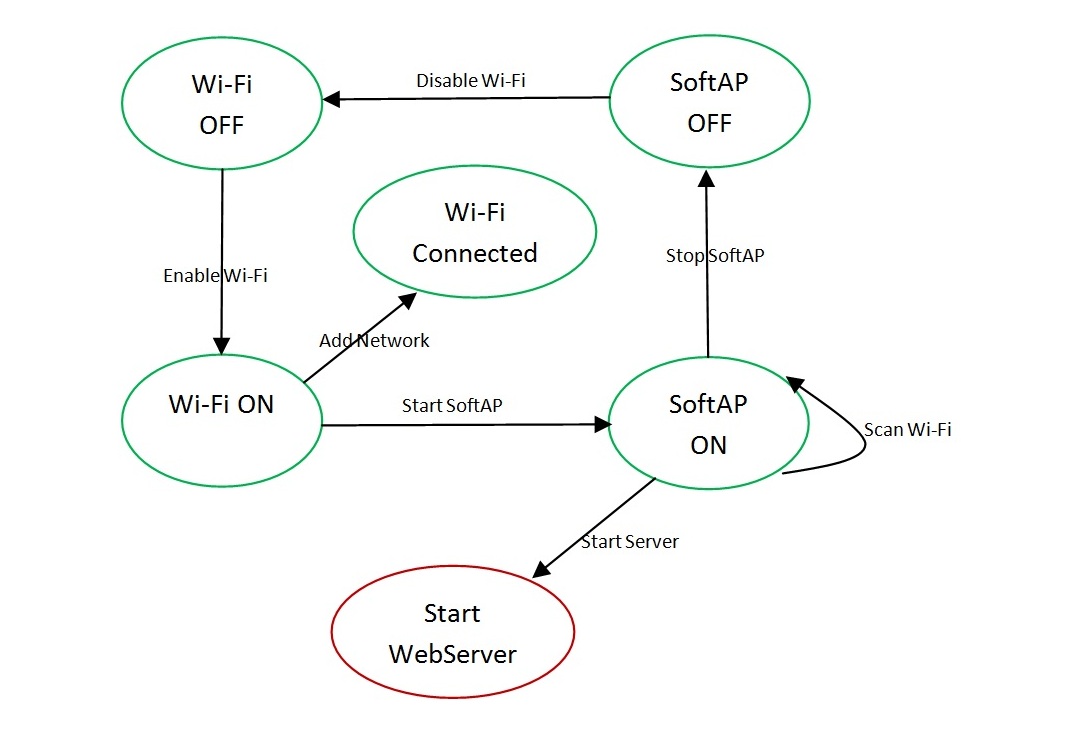 Wi-Fi
OFF
Disable Wi-Fi
SoftAP
OFF
Wi-Fi
Connected
Enable Wi-Fi
Stop SoftAP
Add Network
Wi-Fi ON
Start SoftAP
SoftAP
ON
Scan Wi-Fi
Start Server
Start
WebServer